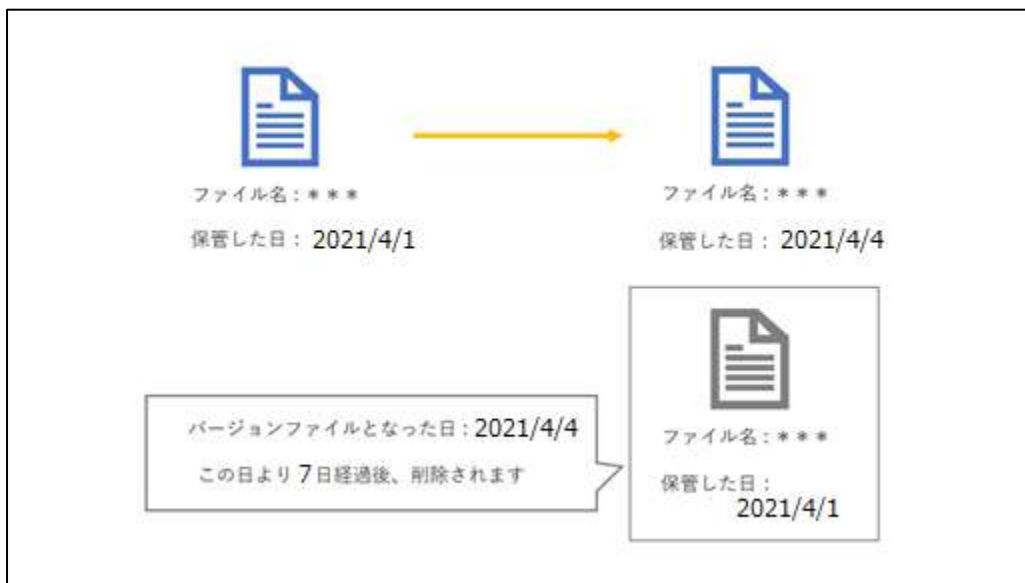 ファイル名：＊＊＊
保管した日： 2021/4/1
ファイル名：＊＊＊
保管した日： 2021/4/4
バージョンファイルとなった日：2021/4/4
この日より 7日経過後、削除されます
ファイル名：＊＊＊
保管した日：
2021/4/1